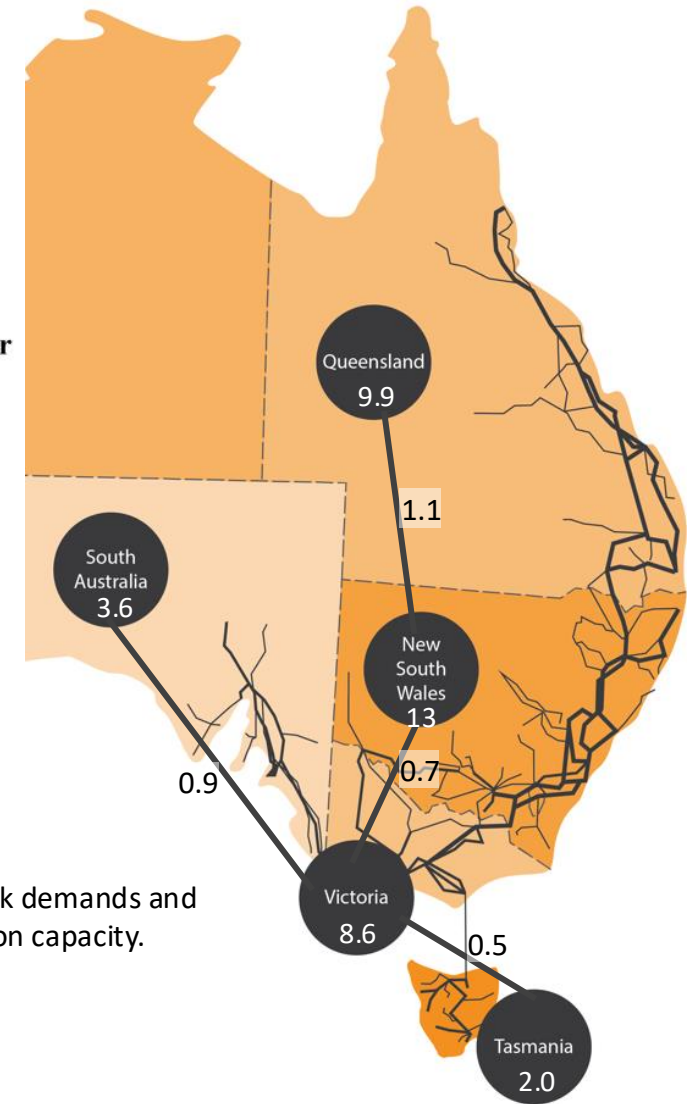 r
Queensland
9.9
1.1
South
Australia
3.6
New
South
Wales
13
0.7
0.9
Victoria
8.6
k demands and
on capacity.
0.5
Tasmania
2.0